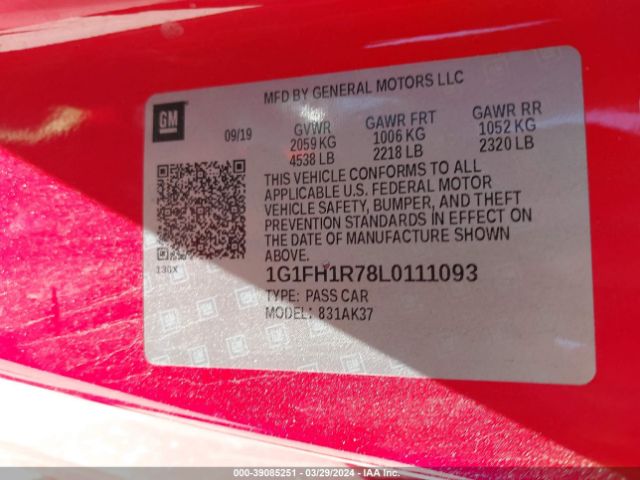 MFD BY GENERAL MOTORS LLC
GM
09/19 GVWR GAWR FRT GAWR RR
2059 KG 1006 KG 1052 KG
4538 LB 2218 LB 2320 LB
THIS VEHICLE CONFORMS TO ALL
APPLICABLE U.S. FEDERAL MOTOR
VEHICLE SAFETY, BUMPER, AND THEFT
PREVENTION STANDARDS IN EFFECT ON
THE DATE OF MANUFACTURE SHOWN
ABOVE.
130X
1G1FH1R78L0111093
TYPE: PASS CAR
MODEL: 831AK37
000-39085251 - 03/29/2024 - IAAI.COM